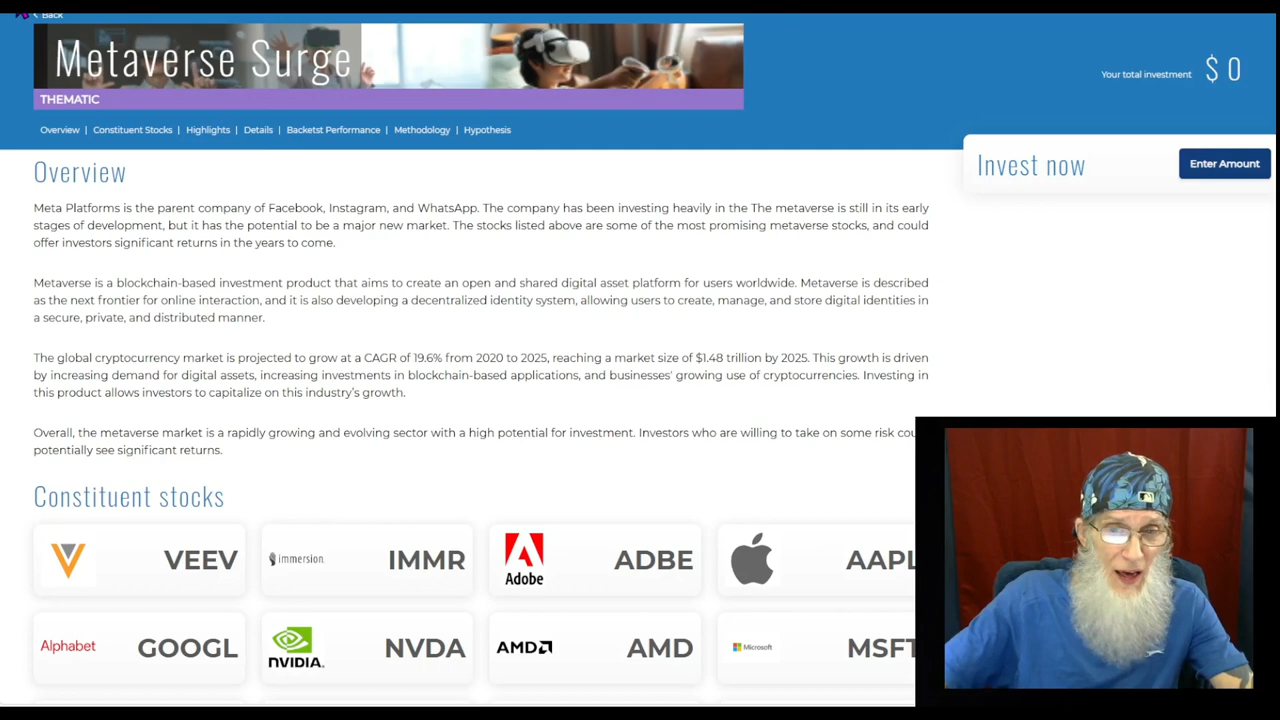 Back
Metaverse Surge
THEMATIC
Your total investment $ 0
Overview | Constituent Stocks | Highlights | Details | Backetst Performance | Methodology | Hypothesis
Invest now Enter Amount
Overview
Meta Platforms is the parent company of Facebook, Instagram, and WhatsApp. The company has been investing heavily in the The metaverse is still in its early
stages of development, but it has the potential to be a major new market. The stocks listed above are some of the most promising metaverse stocks, and could
offer investors significant returns in the years to come.
Metaverse is a blockchain-based investment product that aims to create an open and shared digital asset platform for users worldwide. Metaverse is described
as the next frontier for online interaction, and it is also developing a decentralized identity system, allowing users to create, manage, and store digital identities in
a secure, private, and distributed manner.
The global cryptocurrency market is projected to grow at a CAGR of 19.6% from 2020 to 2025, reaching a market size of $1.48 trillion by 2025. This growth is driven
by increasing demand for digital assets, increasing investments in blockchain-based applications, and businesses' growing use of cryptocurrencies. Investing in
this product allows investors to capitalize on this industry's growth.
Overall, the metaverse market is a rapidly growing and evolving sector with a high potential for investment. Investors who are willing to take on some risk cou
potentially see significant returns.
Constituent stocks
VEEV immersion. IMMR Adobe ADBE AAPL
Alphabet GOOGL NVIDIA. NVDA AMD AMD Microsoft MSFT